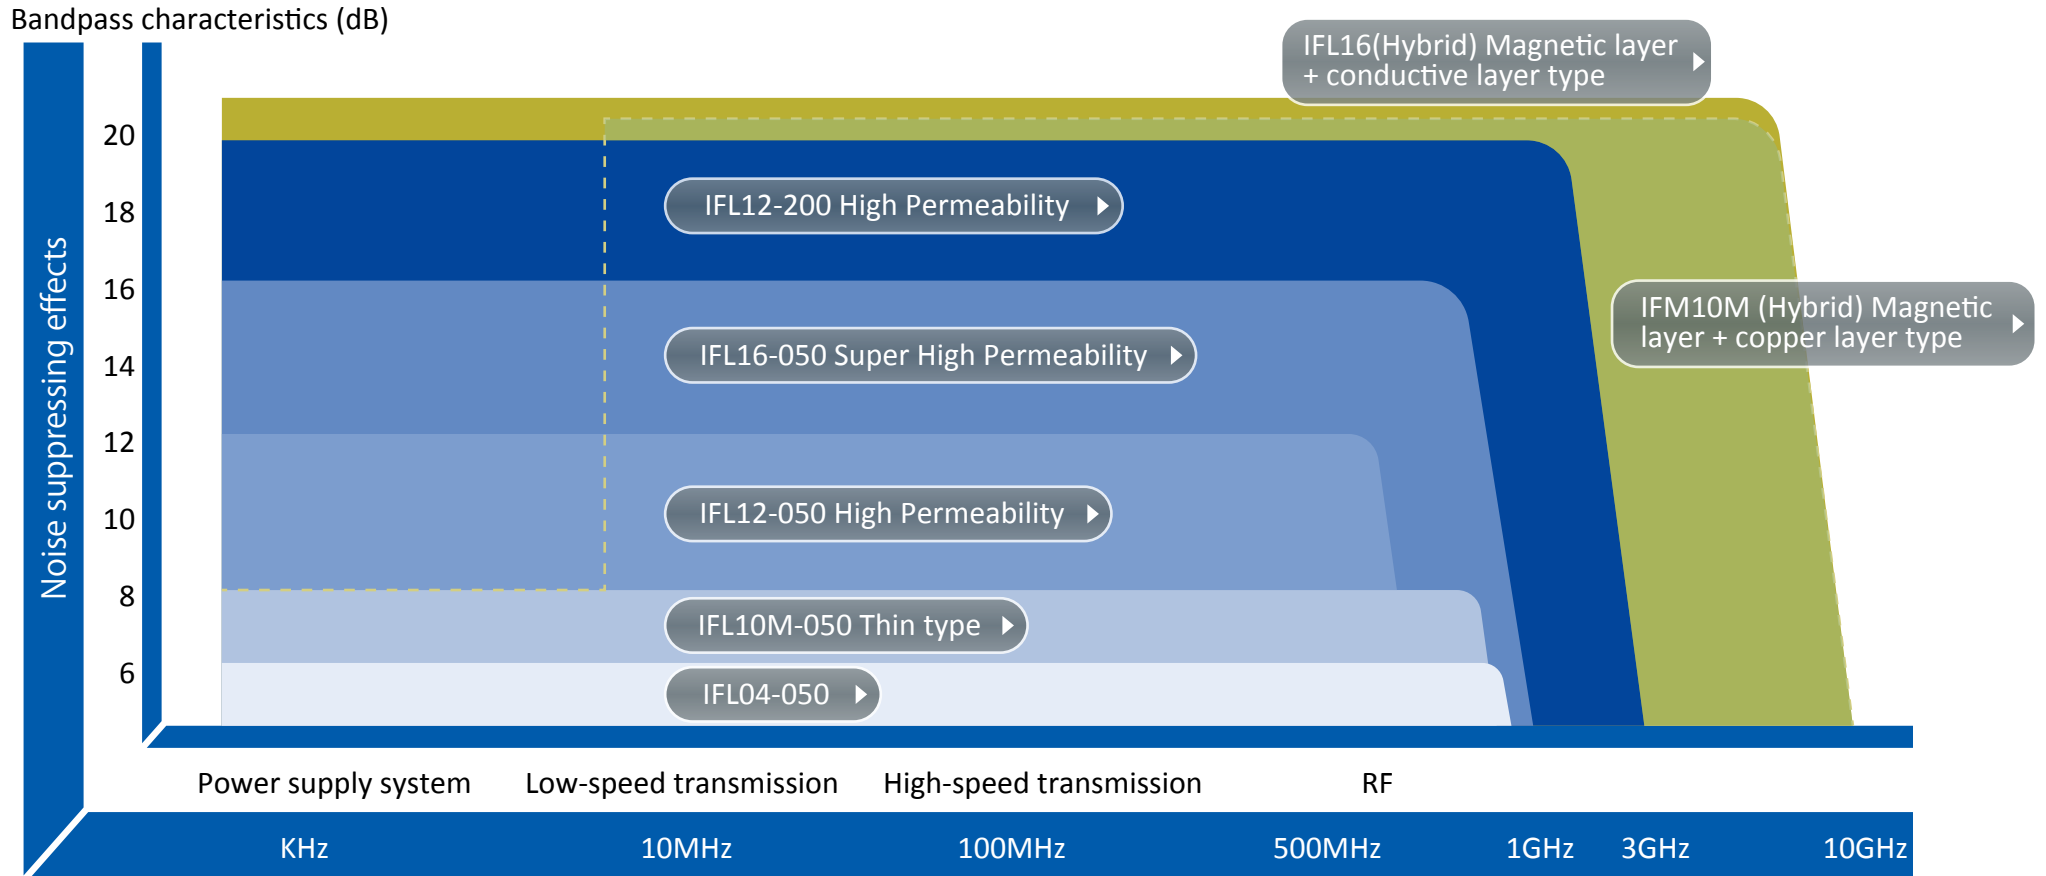 Bandpass characteristics (dB)
Noise suppressing effects
20
18
16
14
12
10
8
6
IFL16(Hybrid) Magnetic layer
+ conductive layer type
IFL12-200 High Permeability
IFM10M (Hybrid) Magnetic
layer + copper layer type
IFL16-050 Super High Permeability
IFL12-050 High Permeability
IFL10M-050 Thin type
IFL04-050
Power supply system Low-speed transmission High-speed transmission RF
KHz 10MHz 100MHz 500MHz 1GHz 3GHz 10GHz